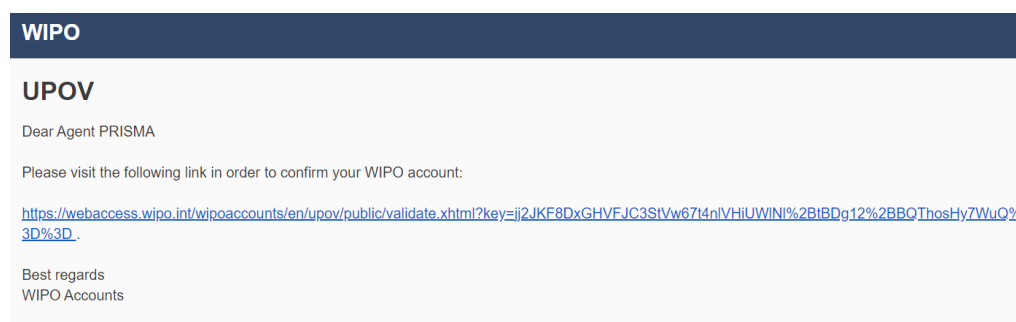 WIPO
UPOV
Dear Agent PRISMA
Please visit the following link in order to confirm your WIPO account:
https://webaccess.wipo.int/wipoaccounts/en/upov/public/validate.xhtml?key=jj2JKF8DxGHVFJC3StVw67t4nlVHiUWlNl%2BtBDg12%2BBQThosHy7WuQ%
3D%3D .
Best regards
WIPO Accounts